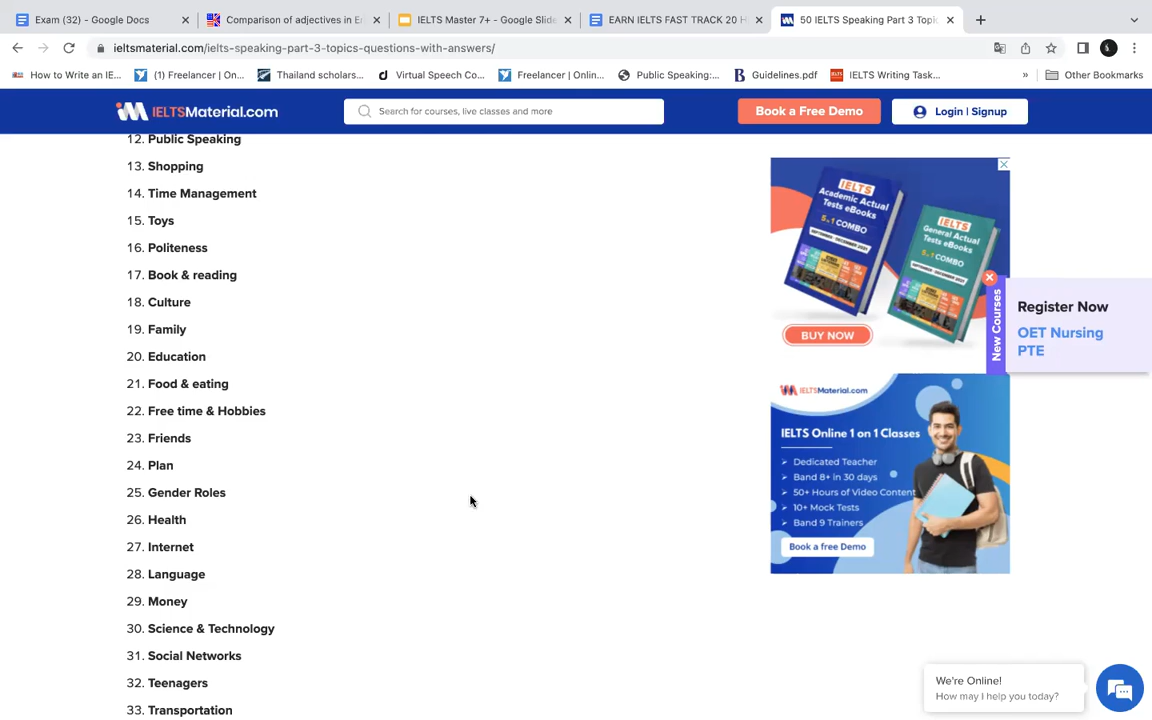 Exam (32) - Google Docs
Comparison of adjectives in E
IELTS Master 7+ - Google Slide
EARN IELTS FAST TRACK 20 H
50 IELTS Speaking Part 3 Topi
ieltsmaterial.com/ielts-speaking-part-3-topics-questions-with-answers/
How to Write an IE...
(1) Freelancer | On...
Thailand scholars...
Virtual Speech Co...
Freelancer | Onlin...
Public Speaking:...
Guidelines.pdf
IELTS Writing Task...
»
Other Bookmarks
IELTSMaterial.com
Search for courses, live classes and more
Book a Free Demo
Login | Signup
12. Public Speaking
13. Shopping
14. Time Management
15. Toys
16. Politeness
17. Book & reading
18. Culture
19. Family
20. Education
21. Food & eating
22. Free time & Hobbies
23. Friends
24. Plan
25. Gender Roles
26. Health
27. Internet
28. Language
29. Money
30. Science & Technology
31. Social Networks
32. Teenagers
33. Transportation
IELTS
Academic Actual
Tests eBooks
5 in 1 COMBO
IELTS
General Actual
Tests eBooks
5 in 1 COMBO
BUY NOW
New Courses
Register Now
OET Nursing
PTE
IELTSMaterial.com
IELTS Online 1 on 1 Classes
Dedicated Teacher
Band 8+ in 30 days
50+ Hours of Video Content
10+ Mock Tests
Band 9 Trainers
Book a free Demo
We're Online!
How may I help you today?